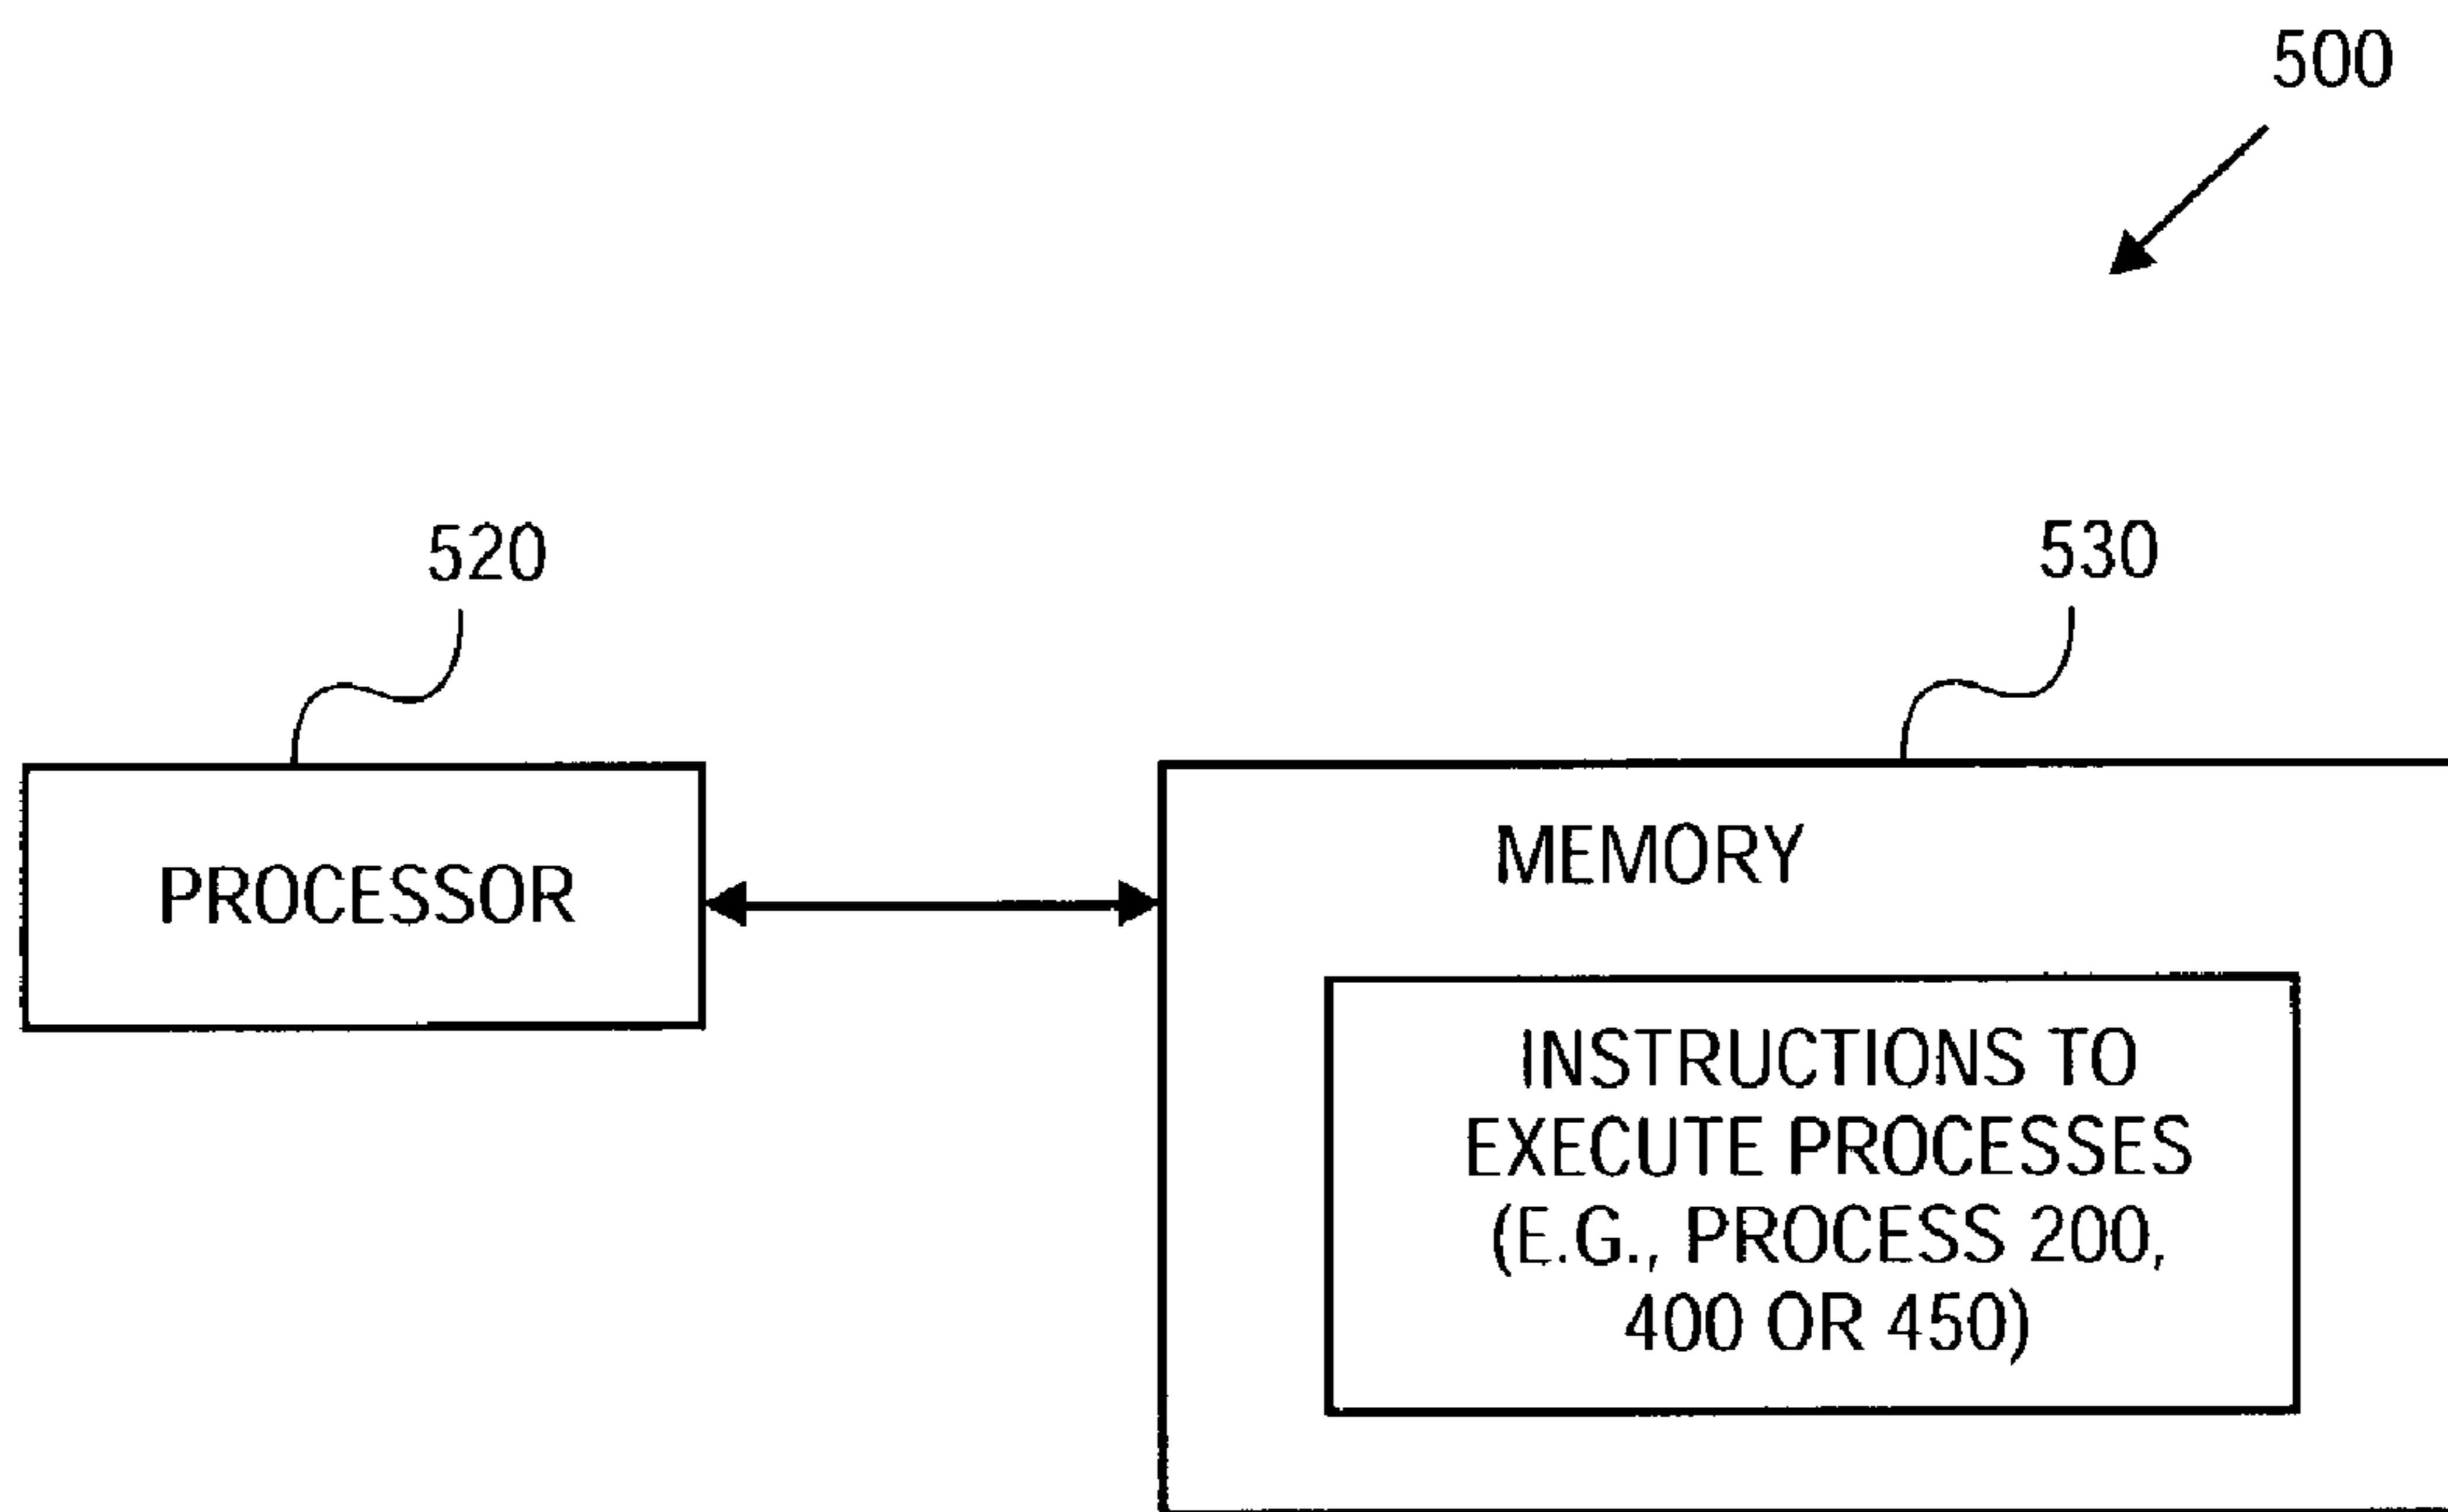 500
520
530
PROCESSOR
MEMORY
INSTRUCTIONS TO
EXECUTE PROCESSES
(E.G., PROCESS 200,
400 OR 450)